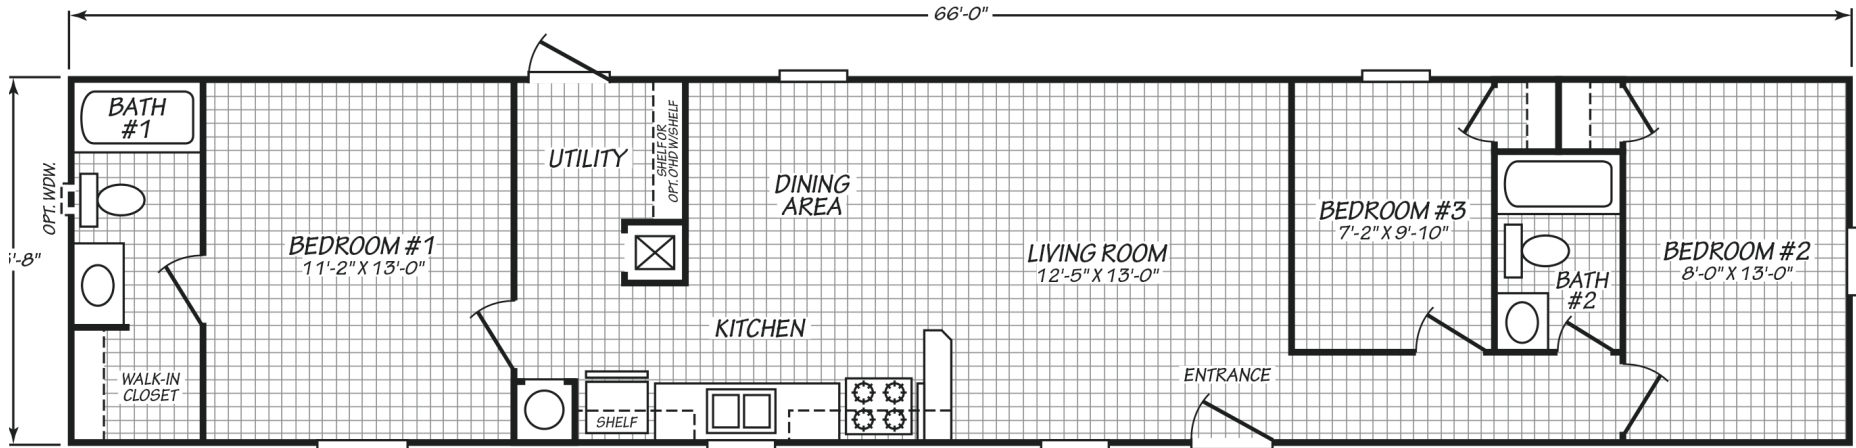 66'-0"
'-8"
BATH
#1
OPT. WDW.
WALK-IN
CLOSET
BEDROOM #1
11'-2" X 13'-0"
UTILITY
SHELF OR
OPT. O'HD W/SHELF
DINING
AREA
KITCHEN
SHELF
LIVING ROOM
12'-5" X 13'-0"
ENTRANCE
BEDROOM #3
7'-2" X 9'-10"
BATH
#2
BEDROOM #2
8'-0" X 13'-0"